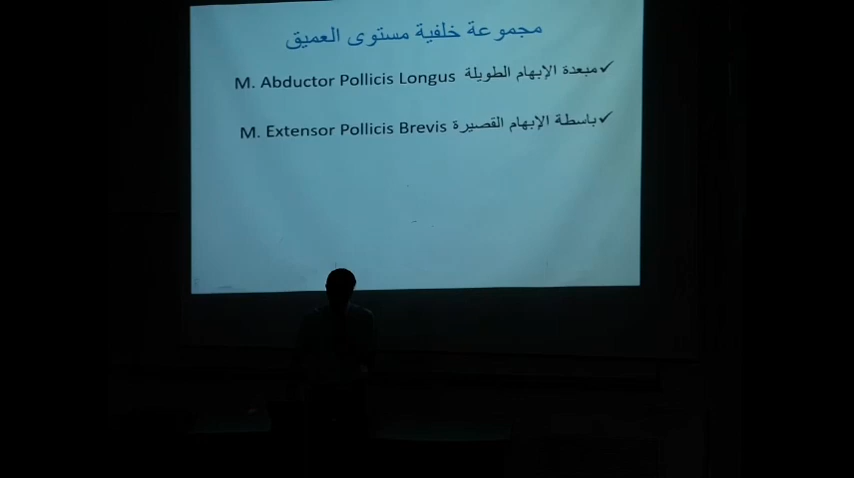 مجموعة خلفية مستوى العميق
✓ مبعدة الإبهام الطويلة M. Abductor Pollicis Longus
✓ باسطة الإبهام القصيرة M. Extensor Pollicis Brevis